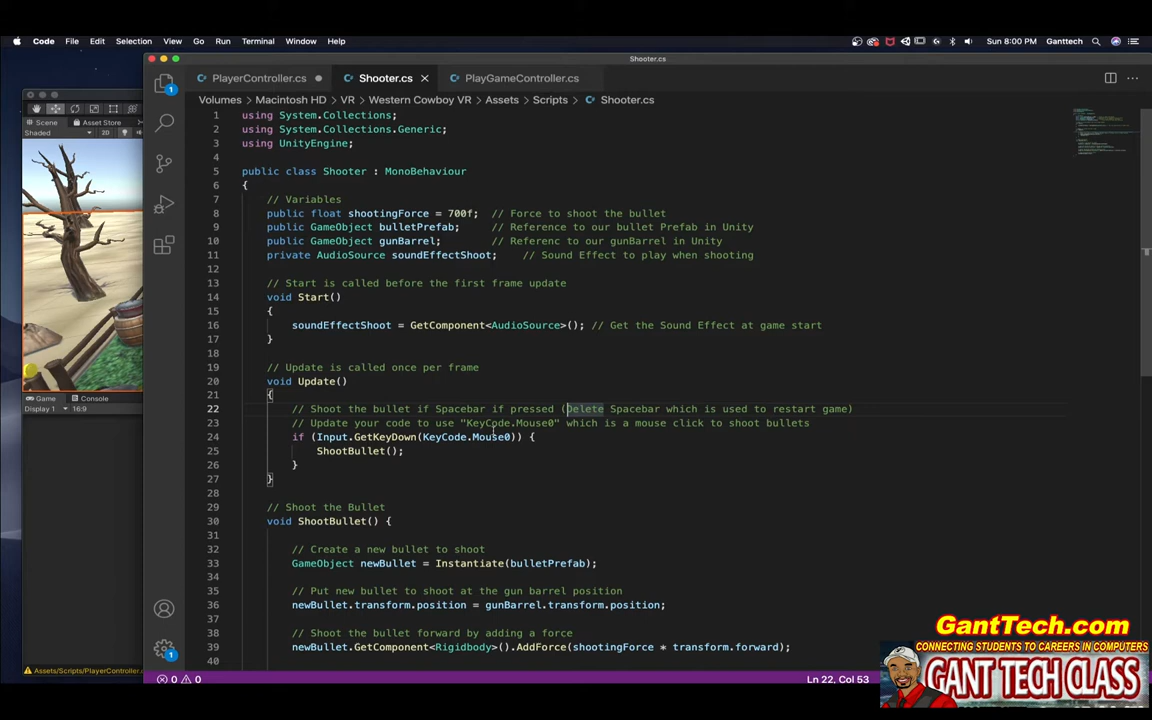 Code File Edit Selection View Go Run Terminal Window Help Sun 8:00 PM Ganttech
Shooter.cs
PlayerController.cs Shooter.cs PlayGameController.cs
Volumes Macintosh HD VR Western Cowboy VR Assets Scripts Shooter.cs
Scene Asset Store
Shaded 2D
Game Console
Display 1 16:9
Assets/Scripts/PlayerController.
1 using System.Collections;
2 using System.Collections.Generic;
3 using UnityEngine;
4
5 public class Shooter : MonoBehaviour
6 {
7 // Variables
8 public float shootingForce = 700f; // Force to shoot the bullet
9 public GameObject bulletPrefab; // Reference to our bullet Prefab in Unity
10 public GameObject gunBarrel; // Referenc to our gunBarrel in Unity
11 private AudioSource soundEffectShoot; // Sound Effect to play when shooting
12
13 // Start is called before the first frame update
14 void Start()
15 {
16 soundEffectShoot = GetComponent<AudioSource>(); // Get the Sound Effect at game start
17 }
18
19 // Update is called once per frame
20 void Update()
21 {
22 // Shoot the bullet if Spacebar if pressed (Delete Spacebar which is used to restart game)
23 // Update your code to use "KeyCode.Mouse0" which is a mouse click to shoot bullets
24 if (Input.GetKeyDown(KeyCode.Mouse0)) {
25 ShootBullet();
26 }
27 }
28
29 // Shoot the Bullet
30 void ShootBullet() {
31
32 // Create a new bullet to shoot
33 GameObject newBullet = Instantiate(bulletPrefab);
34
35 // Put new bullet to shoot at the gun barrel position
36 newBullet.transform.position = gunBarrel.transform.position;
37
38 // Shoot the bullet forward by adding a force
39 newBullet.GetComponent<Rigidbody>().AddForce(shootingForce * transform.forward);
40
1
1
0 0
Ln 22, Col 53
GantTech.com
CONNECTING STUDENTS TO CAREERS IN COMPUTERS
GANT TECH CLASS